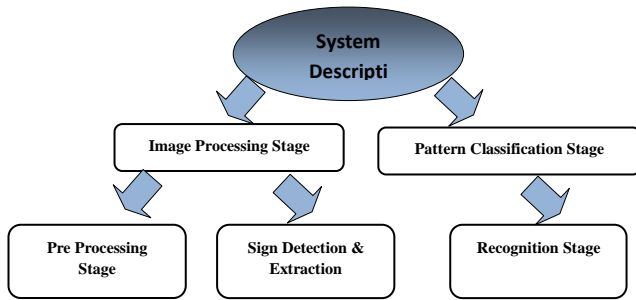 System
Descripti
Image Processing Stage
Pattern Classification Stage
Pre Processing
Stage
Sign Detection &
Extraction
Recognition Stage